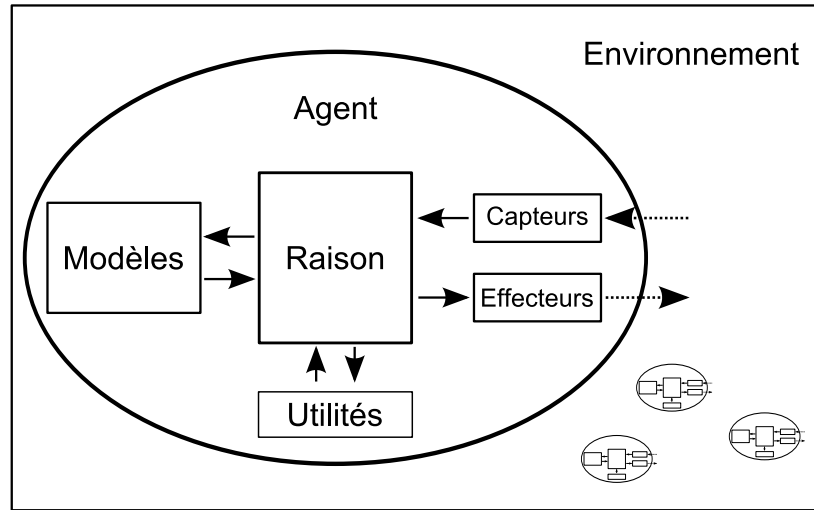 Environnement
Agent
Modèles
Raison
Capteurs
Effecteurs
Utilités